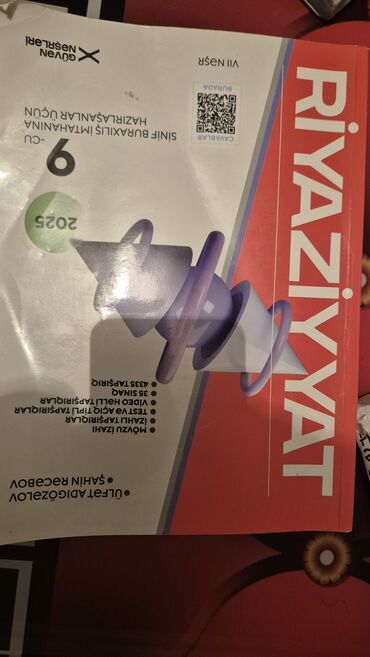 GÜVƏN
NƏŞRLƏRİ
VII NƏŞR
RİYAZİYYAT
CAVABLAR
BURADA
9-CU
SİNİF BURAXILIŞ İMTAHANINA
HAZIRLAŞANLAR ÜÇÜN
2025
● MÖVZU İZAHI
● İZAHLI TAPŞIRIQLAR
● TEST VƏ AÇIQ TİPLİ TAPŞIRIQLAR
● VİDEO HƏLLİ TAPŞIRIQLAR
● 35 SINAQ
● 4335 TAPŞIRIQ
● ÜLFƏT ADIGÖZƏLOV
● ŞAHİN RƏCƏBOV